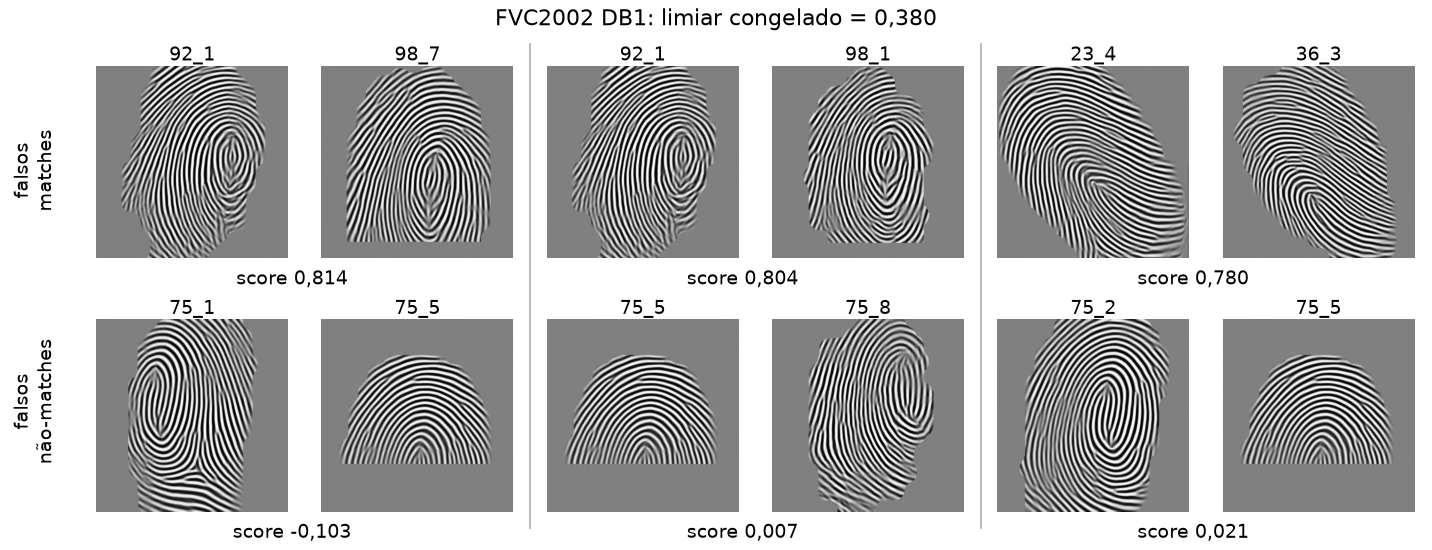 FVC2002 DB1: limiar congelado = 0,380
92_1 98_7 92_1 98_1 23_4 36_3
falsos
matches
score 0,814 score 0,804 score 0,780
75_1 75_5 75_5 75_8 75_2 75_5
falsos
não-matches
score -0,103 score 0,007 score 0,021